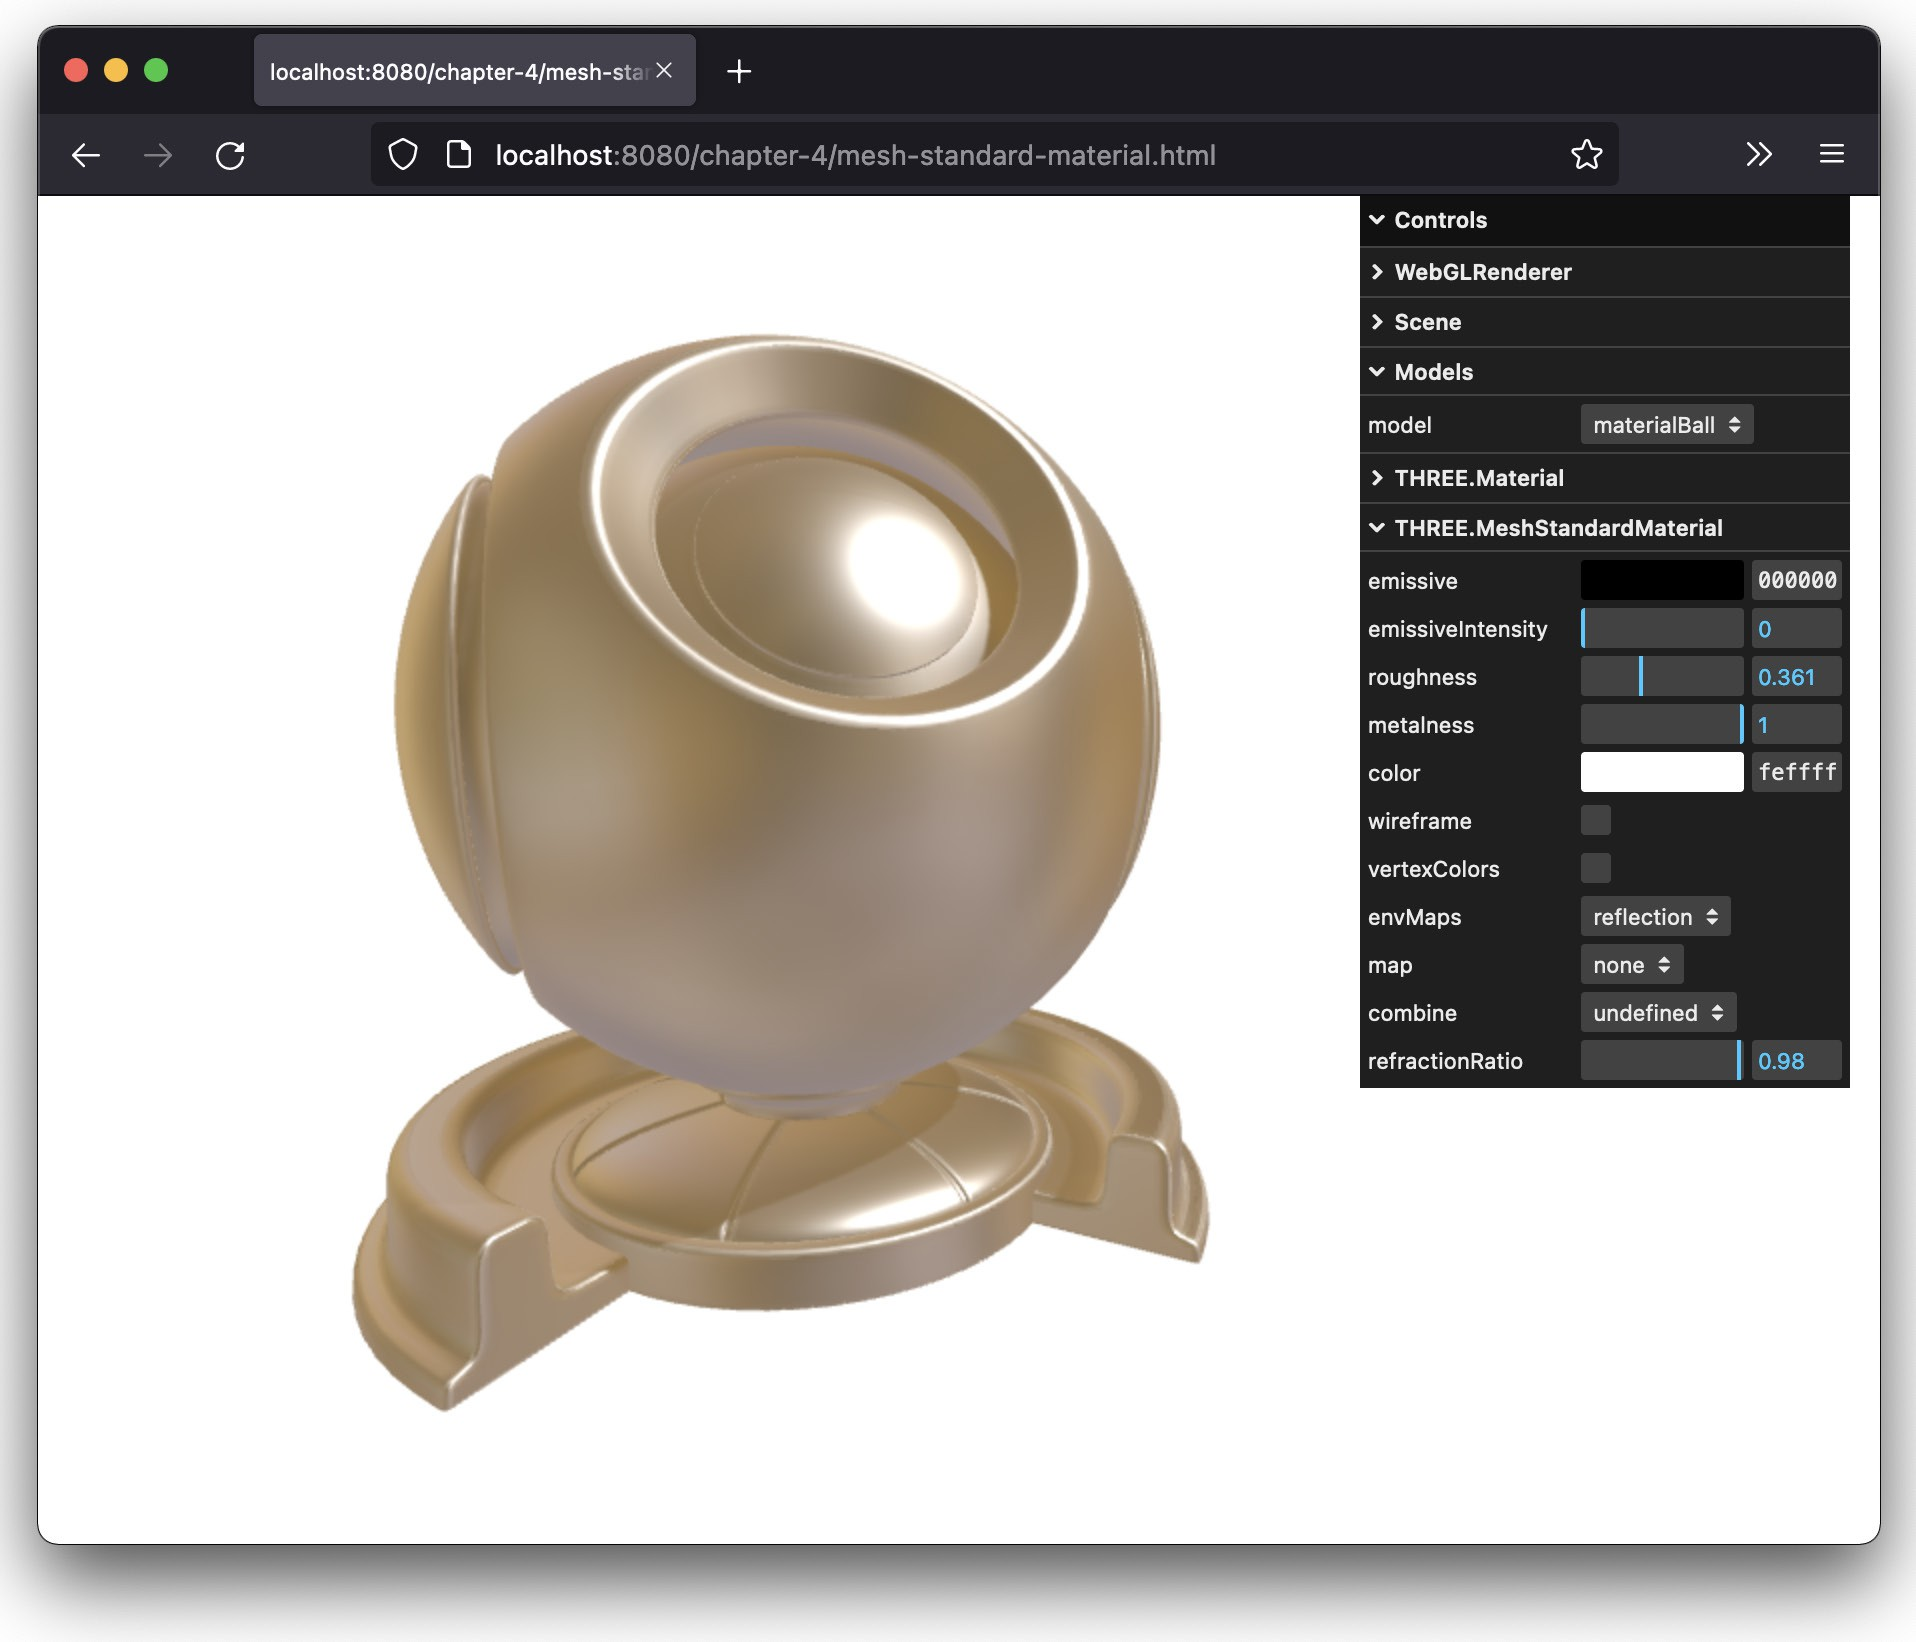 localhost:8080/chapter-4/mesh-star
localhost:8080/chapter-4/mesh-standard-material.html
Controls
WebGLRenderer
Scene
Models
model materialBall
THREE.Material
THREE.MeshStandardMaterial
emissive 000000
emissiveIntensity 0
roughness 0.361
metalness 1
color feffff
wireframe
vertexColors
envMaps reflection
map none
combine undefined
refractionRatio 0.98